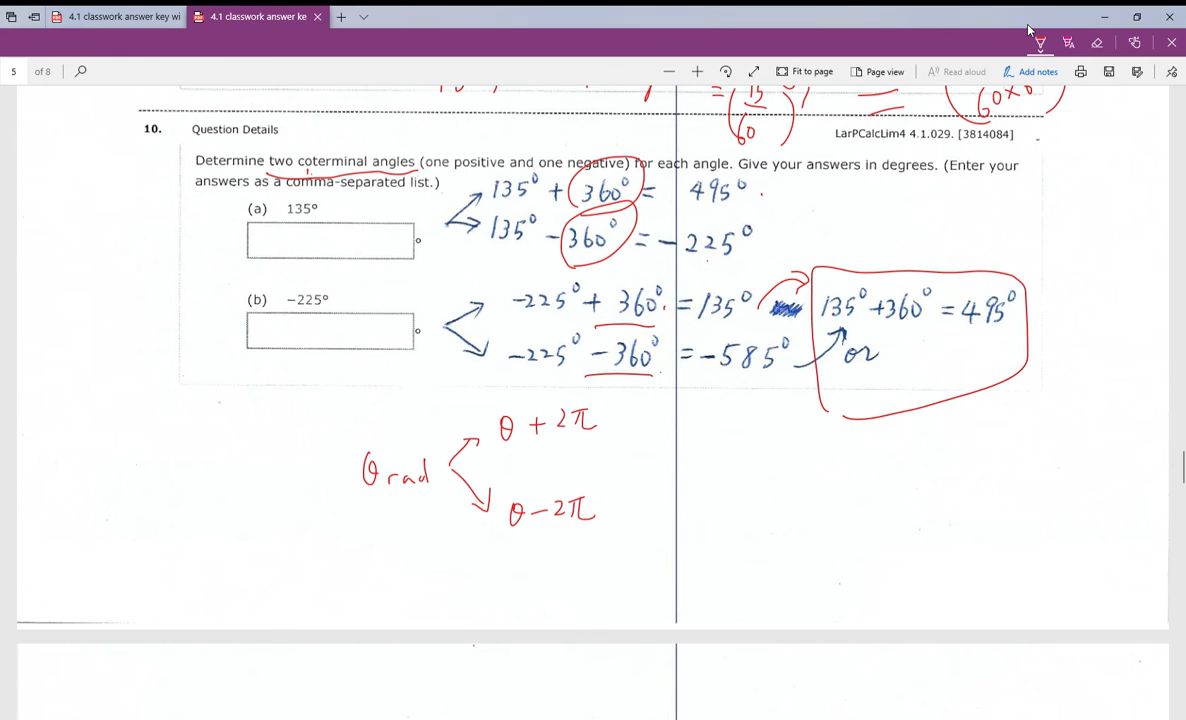 4.1 classwork answer key wi
4.1 classwork answer ke
5 of 8
Fit to page
Page view
Read aloud
Add notes
= (15/60)
60×6
10. Question Details
LarPCalcLim4 4.1.029. [3814084]
Determine two coterminal angles (one positive and one negative) for each angle. Give your answers in degrees. (Enter your
answers as a comma-separated list.)
135° + 360° = 495°
(a) 135°
135° − 360° = −225°
°
(b) −225°
−225° + 360° = 135°
135° + 360° = 495°
°
−225° − 360° = −585°
or
θ + 2π
θ rad
θ − 2π